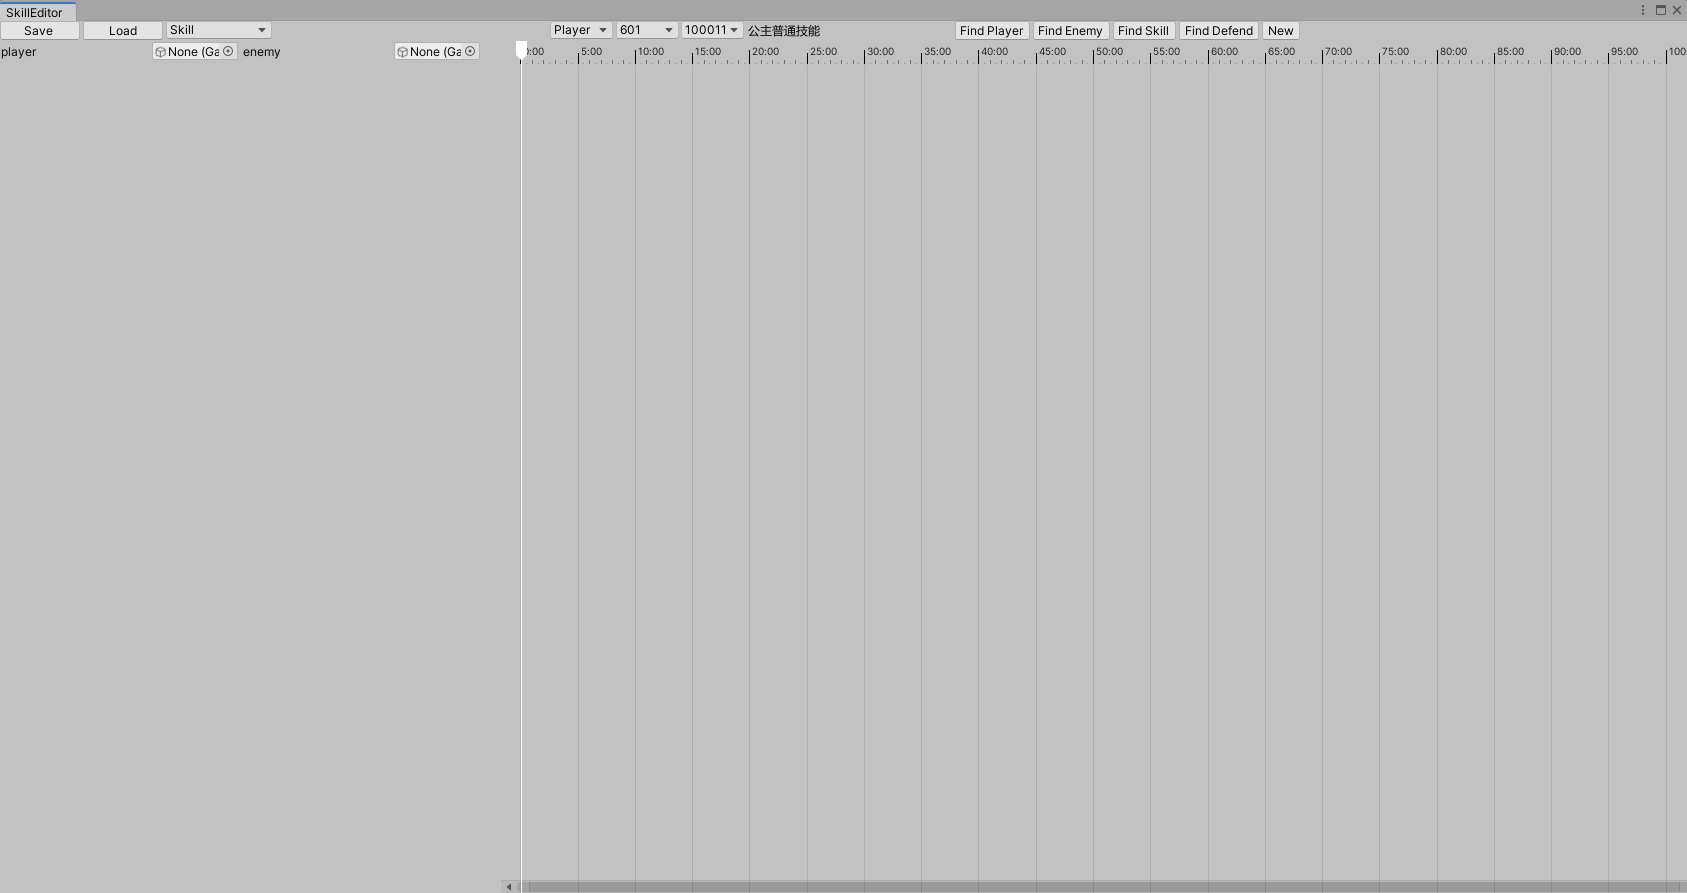 SkillEditor
Save Load Skill Player 601 100011 公主普通技能 Find Player Find Enemy Find Skill Find Defend New
player None (Ga enemy None (Ga :00 5:00 10:00 15:00 20:00 25:00 30:00 35:00 40:00 45:00 50:00 55:00 60:00 65:00 70:00 75:00 80:00 85:00 90:00 95:00 100